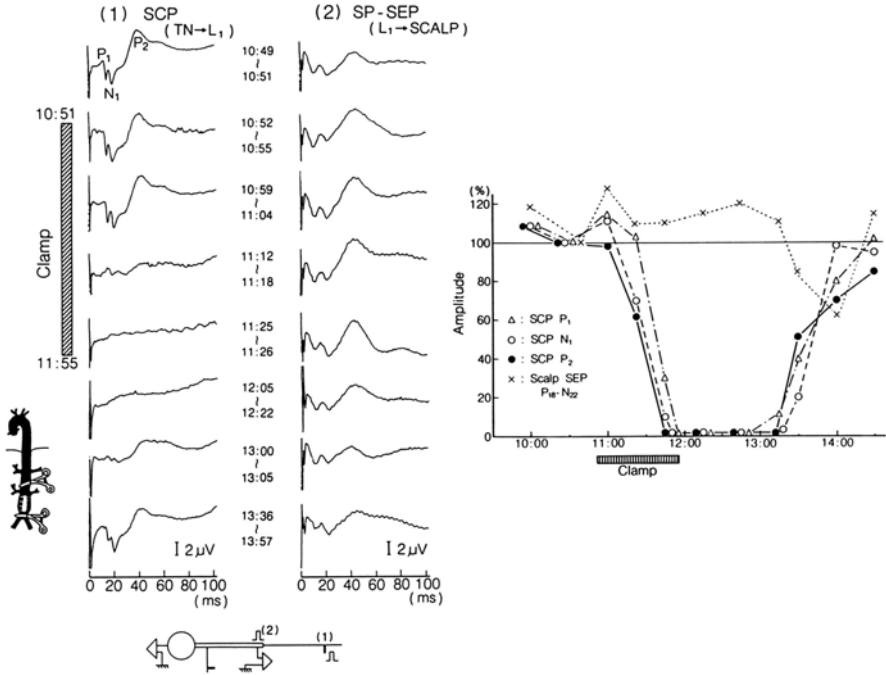 (1) SCP
(TN→L₁)
(2) SP-SEP
(L₁→SCALP)
P₁
P₂
N₁
10:49
≀
10:51
10:51
10:52
≀
10:55
10:59
≀
11:04
Clamp
11:12
≀
11:18
11:25
≀
11:26
11:55
12:05
≀
12:22
13:00
≀
13:05
13:36
≀
13:57
2μV
2μV
0 20 40 60 80 100
(ms)
0 20 40 60 80 100
(ms)
(2)
(1)
(%)
120
100
80
60
40
20
0
Amplitude
△ : SCP P₁
○ : SCP N₁
● : SCP P₂
× : Scalp SEP
P₁₈-N₂₂
10:00 11:00 12:00 13:00 14:00
Clamp